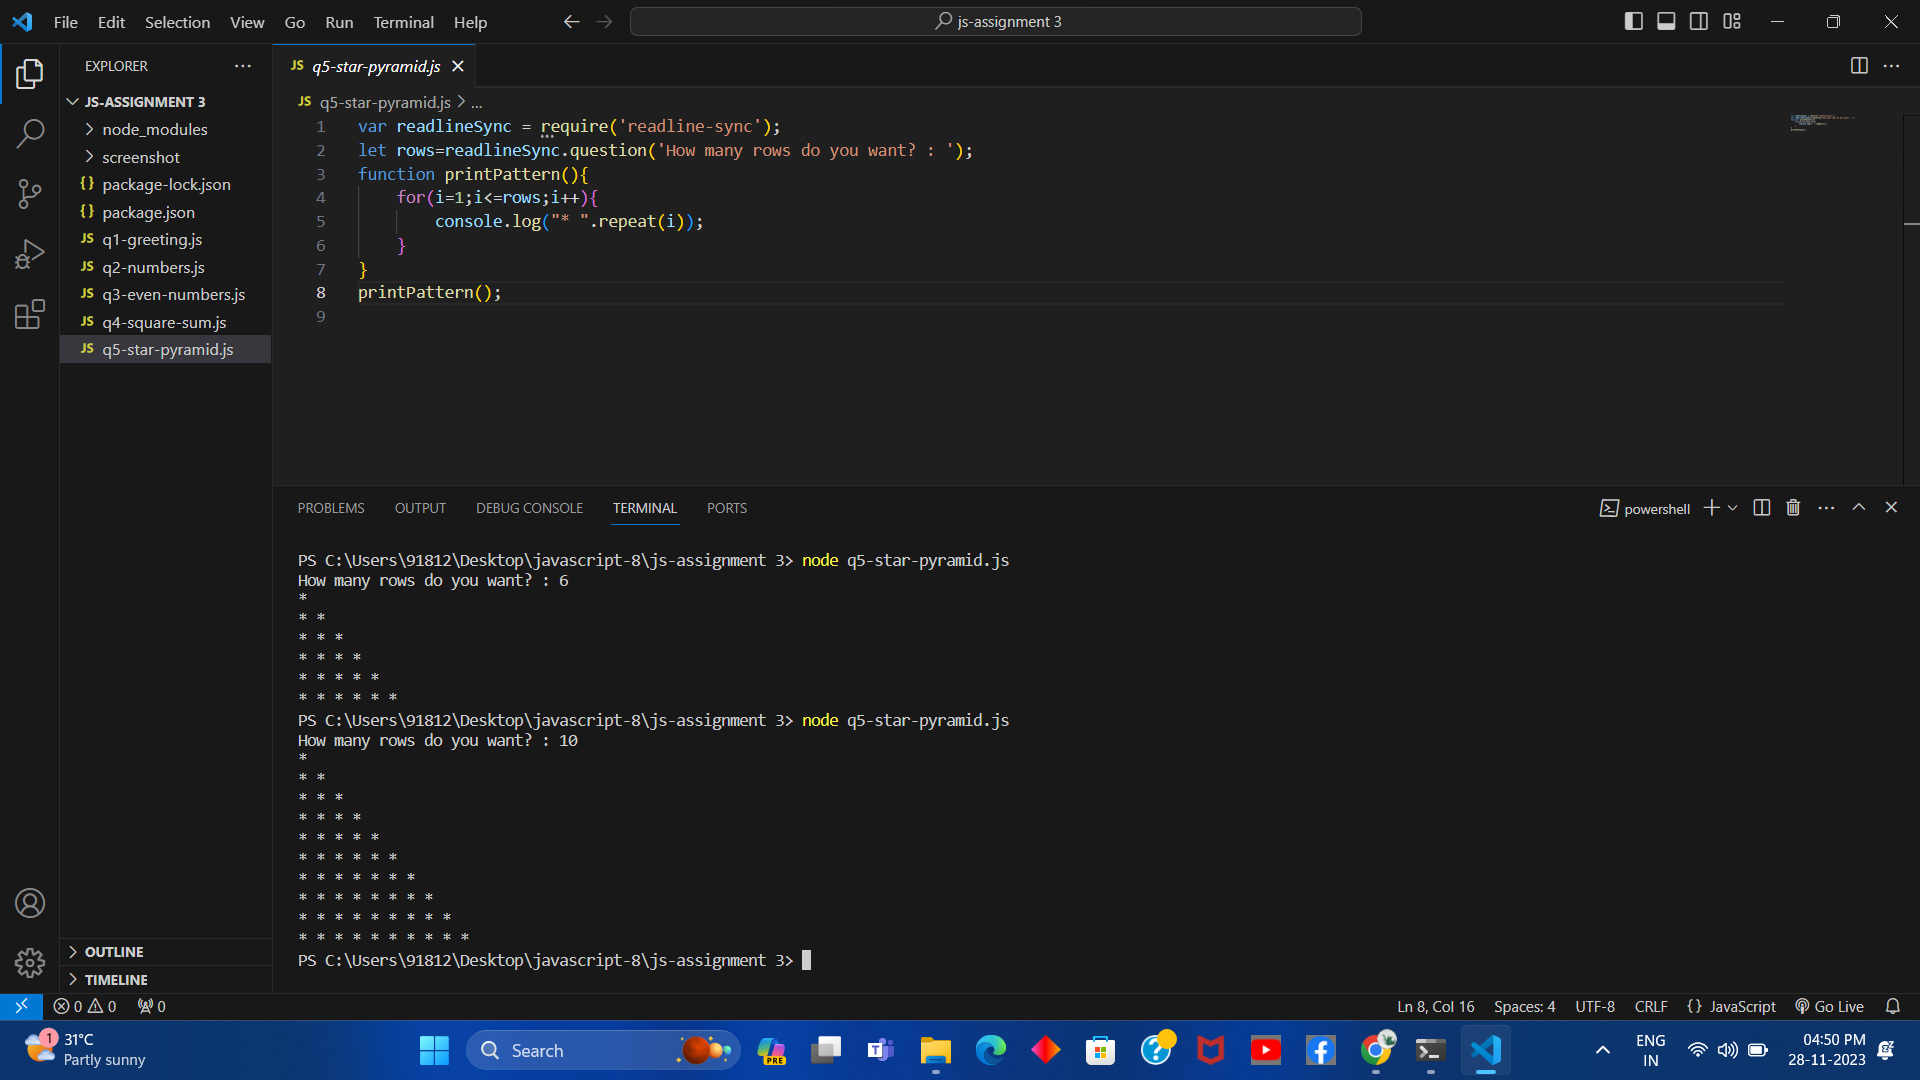 File Edit Selection View Go Run Terminal Help
js-assignment 3
EXPLORER
JS-ASSIGNMENT 3
node_modules
screenshot
{} package-lock.json
{} package.json
JS q1-greeting.js
JS q2-numbers.js
JS q3-even-numbers.js
JS q4-square-sum.js
JS q5-star-pyramid.js
OUTLINE
TIMELINE
JS q5-star-pyramid.js
JS q5-star-pyramid.js > ...
1 var readlineSync = require('readline-sync');
2 let rows=readlineSync.question('How many rows do you want? : ');
3 function printPattern(){
4 for(i=1;i<=rows;i++){
5 console.log("* ".repeat(i));
6 }
7 }
8 printPattern();
9
PROBLEMS OUTPUT DEBUG CONSOLE TERMINAL PORTS
powershell
PS C:\Users\91812\Desktop\javascript-8\js-assignment 3> node q5-star-pyramid.js
How many rows do you want? : 6
*
* *
* * *
* * * *
* * * * *
* * * * * *
PS C:\Users\91812\Desktop\javascript-8\js-assignment 3> node q5-star-pyramid.js
How many rows do you want? : 10
*
* *
* * *
* * * *
* * * * *
* * * * * *
* * * * * * *
* * * * * * * *
* * * * * * * * *
* * * * * * * * * *
PS C:\Users\91812\Desktop\javascript-8\js-assignment 3>
0 0 0
Ln 8, Col 16 Spaces: 4 UTF-8 CRLF {} JavaScript Go Live
1
31°C
Partly sunny
Search
PRE
ENG
IN
04:50 PM
28-11-2023